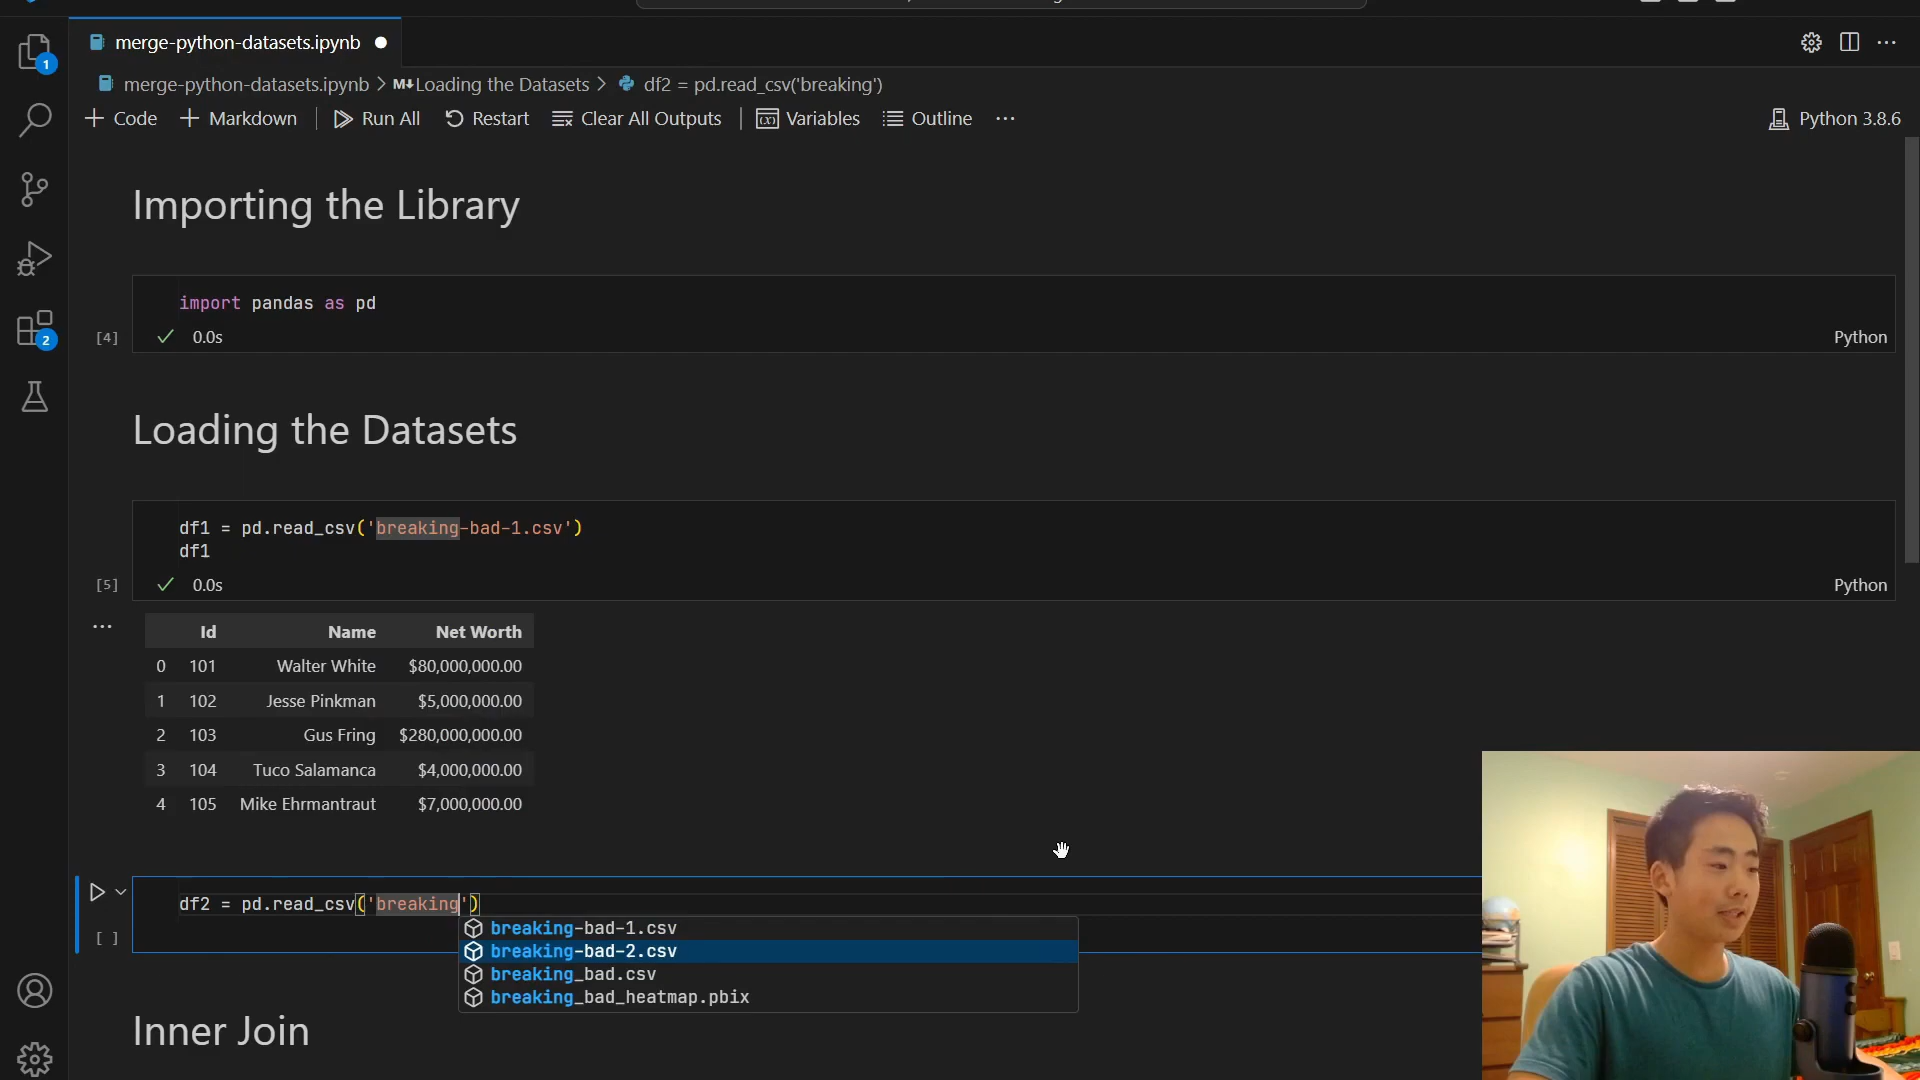 merge-python-datasets.ipynb
1
merge-python-datasets.ipynb > M↓Loading the Datasets > df2 = pd.read_csv('breaking')
+ Code + Markdown Run All Restart Clear All Outputs Variables Outline ... Python 3.8.6
Importing the Library
import pandas as pd
[4] 0.0s Python
2
Loading the Datasets
df1 = pd.read_csv('breaking-bad-1.csv')
df1
[5] 0.0s Python
Id Name Net Worth
0 101 Walter White $80,000,000.00
1 102 Jesse Pinkman $5,000,000.00
2 103 Gus Fring $280,000,000.00
3 104 Tuco Salamanca $4,000,000.00
4 105 Mike Ehrmantraut $7,000,000.00
df2 = pd.read_csv('breaking')
[ ]
breaking-bad-1.csv
breaking-bad-2.csv
breaking_bad.csv
breaking_bad_heatmap.pbix
Inner Join